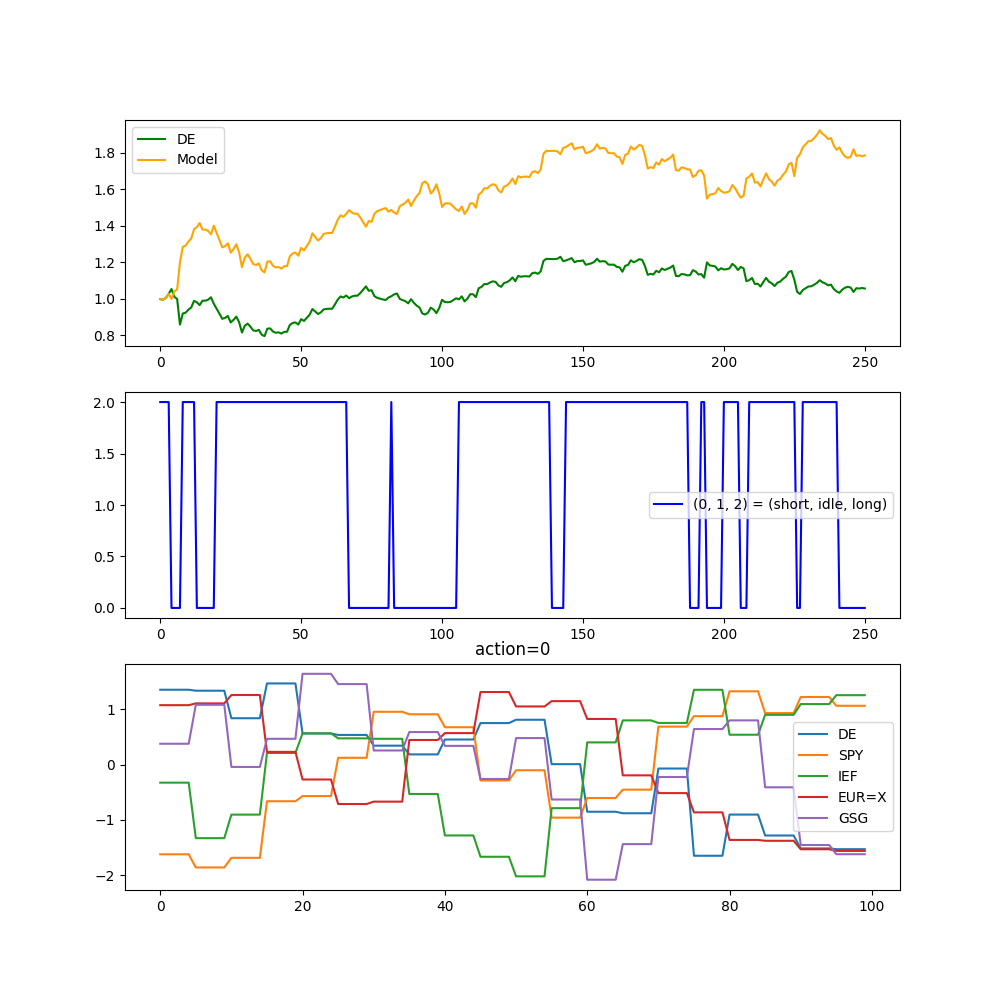 DE
Model
1.8
1.6
1.4
1.2
1.0
0.8
0 50 100 150 200 250
2.0
1.5
1.0
0.5
0.0
(0, 1, 2) = (short, idle, long)
0 50 100 150 200 250
action=0
1
0
−1
−2
DE
SPY
IEF
EUR=X
GSG
0 20 40 60 80 100